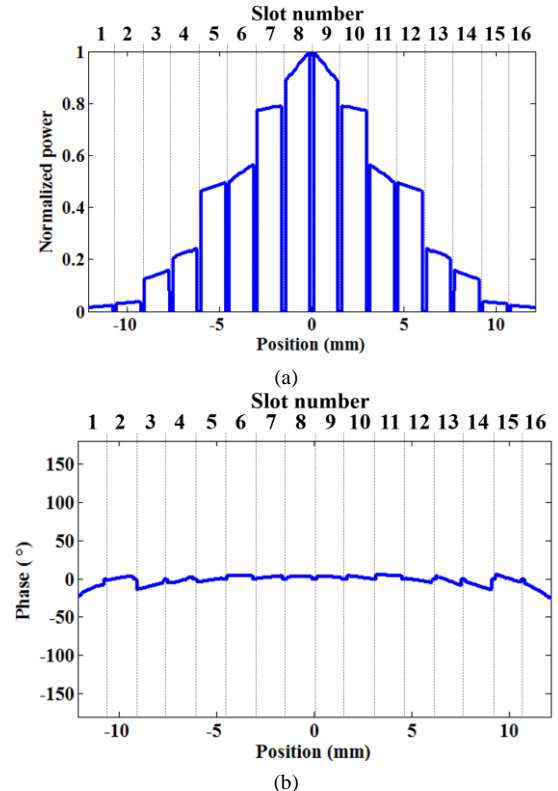 Slot number
1 2 3 4 5 6 7 8 9 10 11 12 13 14 15 16
1
0.8
0.6
0.4
0.2
0
Normalized power
-10 -5 0 5 10
Position (mm)
(a)
Slot number
1 2 3 4 5 6 7 8 9 10 11 12 13 14 15 16
150
100
50
0
-50
-100
-150
Phase (°)
-10 -5 0 5 10
Position (mm)
(b)